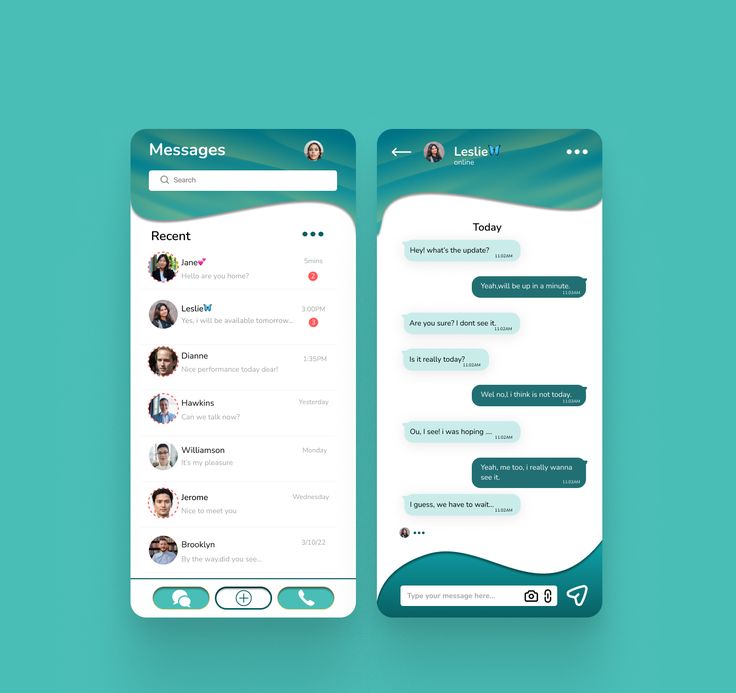 Messages
Search
Recent
Jane💕
5mins
Hello are you home?
2
Leslie🦋
3:00PM
Yes, i will be available tomorrow...
3
Dianne
1:35PM
Nice performance today dear!
Hawkins
Yesterday
Can we talk now?
Williamson
Monday
It's my pleasure
Jerome
Wednesday
Nice to meet you
Brooklyn
3/10/22
By the way,did you see...
Leslie🦋
online
Today
Hey! what's the update?
11:02AM
Yeah,will be up in a minute.
11:03AM
Are you sure? I dont see it.
11:02AM
Is it really today?
11:02AM
Wel no,I i think is not today.
11:03AM
Ou, I see! i was hoping ....
11:02AM
Yeah, me too, i really wanna
see it.
11:02AM
I guess, we have to wait...
11:02AM
Type your message here...